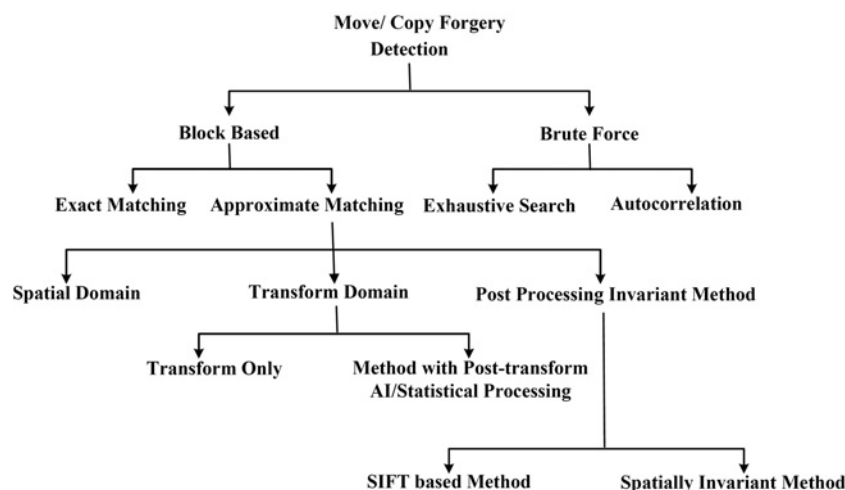 Move/ Copy Forgery
Detection
Block Based
Brute Force
Exact Matching
Approximate Matching
Exhaustive Search
Autocorrelation
Spatial Domain
Transform Domain
Post Processing Invariant Method
Transform Only
Method with Post-transform
AI/Statistical Processing
SIFT based Method
Spatially Invariant Method